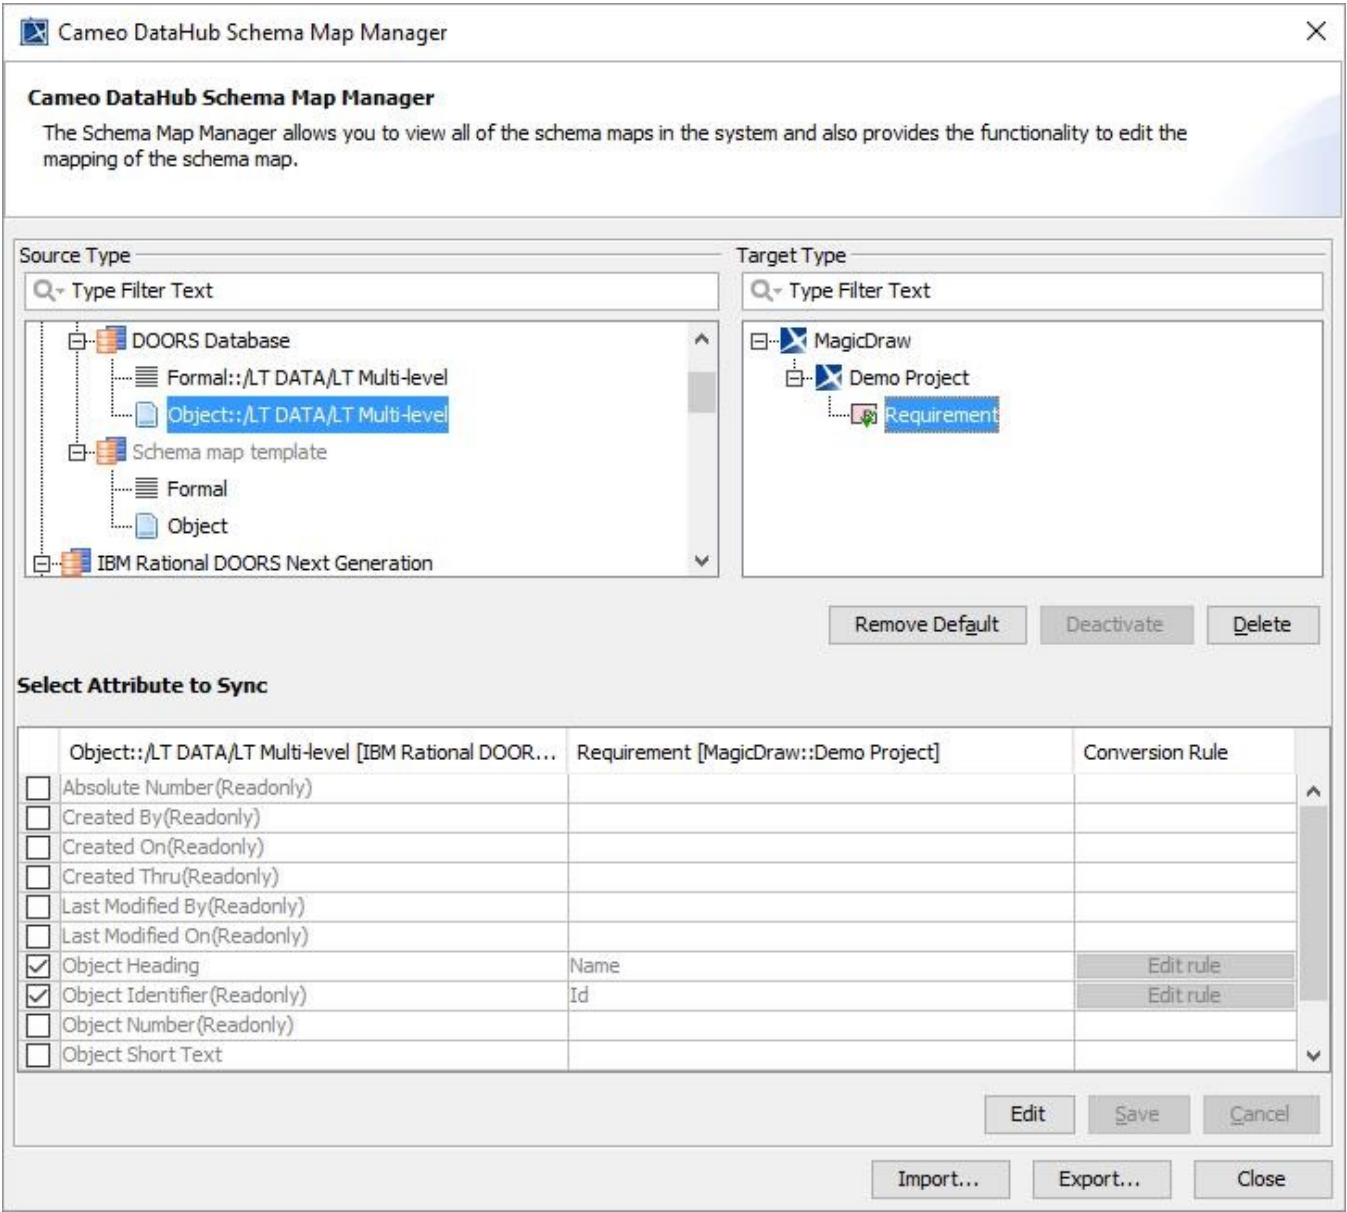 Cameo DataHub Schema Map Manager
Cameo DataHub Schema Map Manager
The Schema Map Manager allows you to view all of the schema maps in the system and also provides the functionality to edit the
mapping of the schema map.
Source Type
Target Type
Type Filter Text
Type Filter Text
DOORS Database
Formal::/LT DATA/LT Multi-level
Object::/LT DATA/LT Multi-level
Schema map template
Formal
Object
IBM Rational DOORS Next Generation
MagicDraw
Demo Project
Requirement
Remove Default
Deactivate
Delete
Select Attribute to Sync
Object::/LT DATA/LT Multi-level [IBM Rational DOOR... Requirement [MagicDraw::Demo Project] Conversion Rule
Absolute Number(Readonly)
Created By(Readonly)
Created On(Readonly)
Created Thru(Readonly)
Last Modified By(Readonly)
Last Modified On(Readonly)
Object Heading Name Edit rule
Object Identifier(Readonly) Id Edit rule
Object Number(Readonly)
Object Short Text
Edit Save Cancel
Import... Export... Close